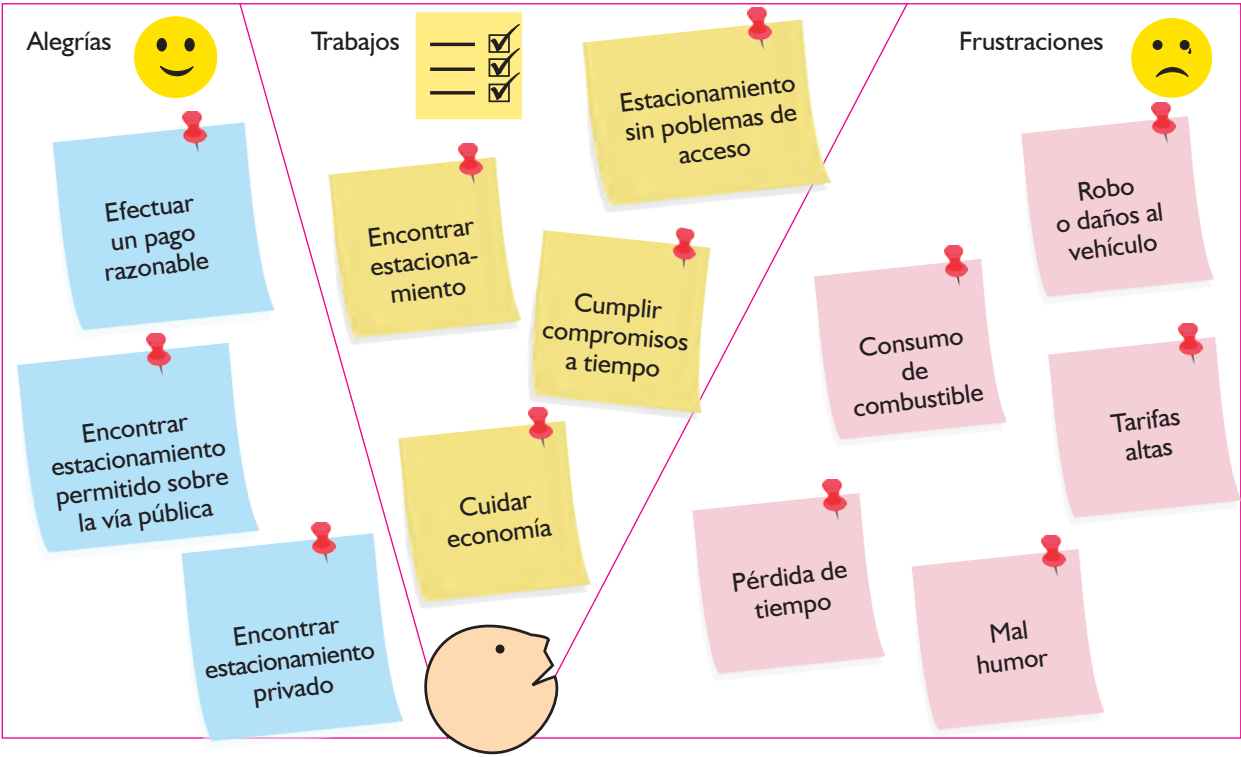 Alegrías
Efectuar
un pago
razonable
Encontrar
estacionamiento
permitido sobre
la vía pública
Encontrar
estacionamiento
privado
Trabajos
Estacionamiento
sin poblemas de
acceso
Encontrar
estaciona-
miento
Cumplir
compromisos
a tiempo
Cuidar
economía
Frustraciones
Robo
o daños al
vehículo
Consumo
de
combustible
Tarifas
altas
Pérdida de
tiempo
Mal
humor